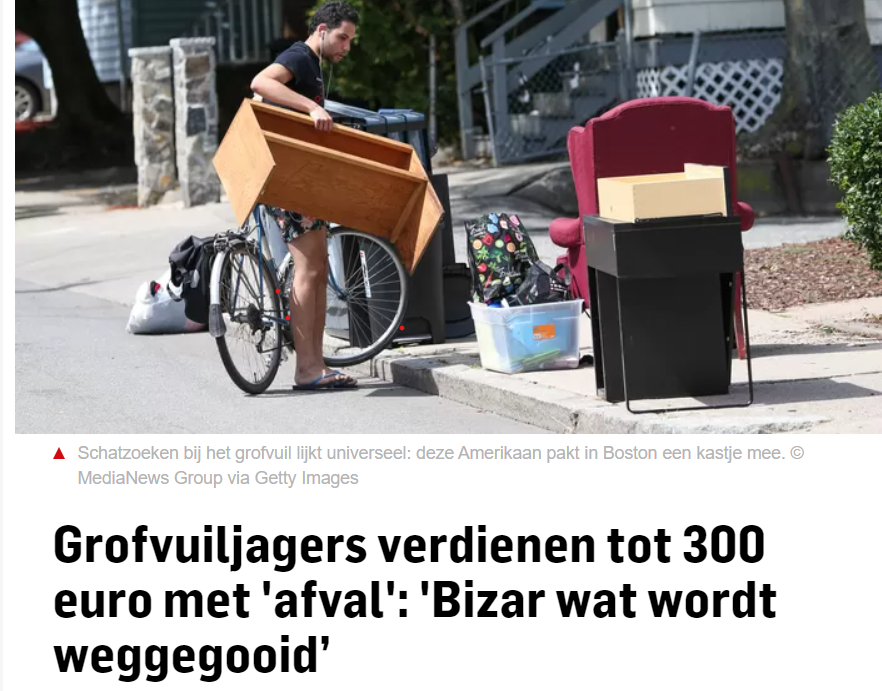 Schatzoeken bij het grofvuil lijkt universeel: deze Amerikaan pakt in Boston een kastje mee. ©
MediaNews Group via Getty Images
Grofvuiljagers verdienen tot 300
euro met 'afval': 'Bizar wat wordt
weggegooid’